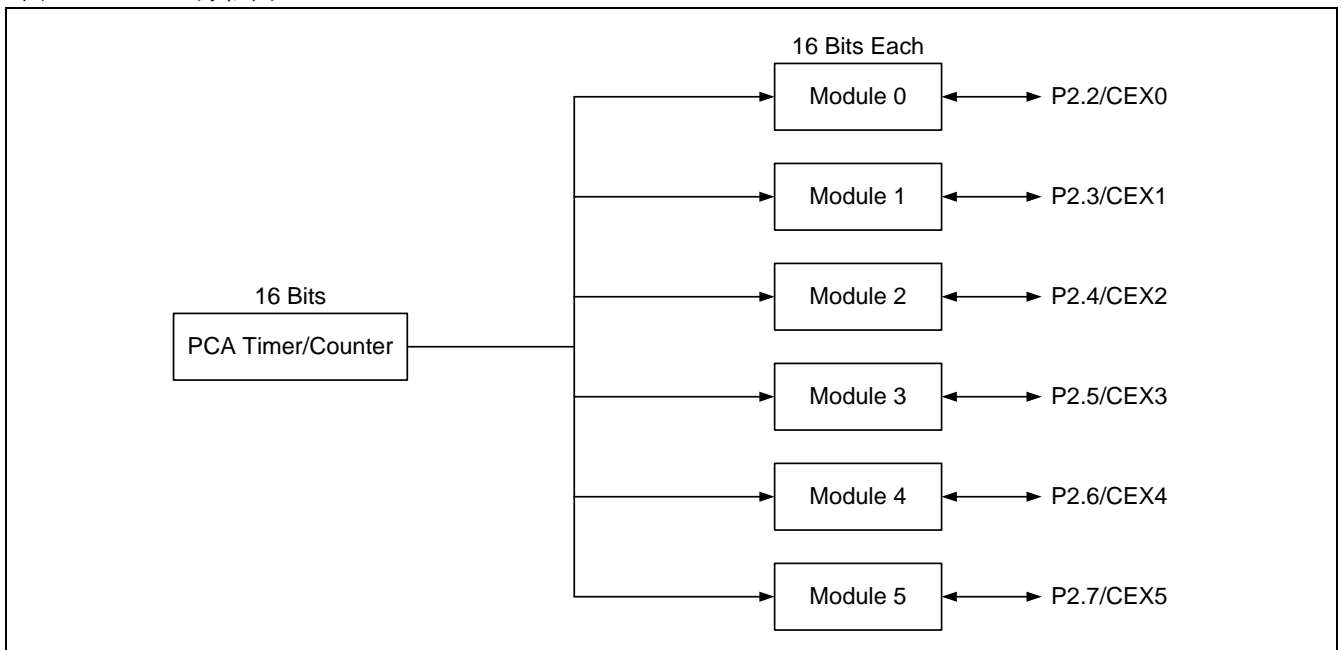 16 Bits Each
Module 0
P2.2/CEX0
Module 1
P2.3/CEX1
16 Bits
Module 2
P2.4/CEX2
PCA Timer/Counter
Module 3
P2.5/CEX3
Module 4
P2.6/CEX4
Module 5
P2.7/CEX5